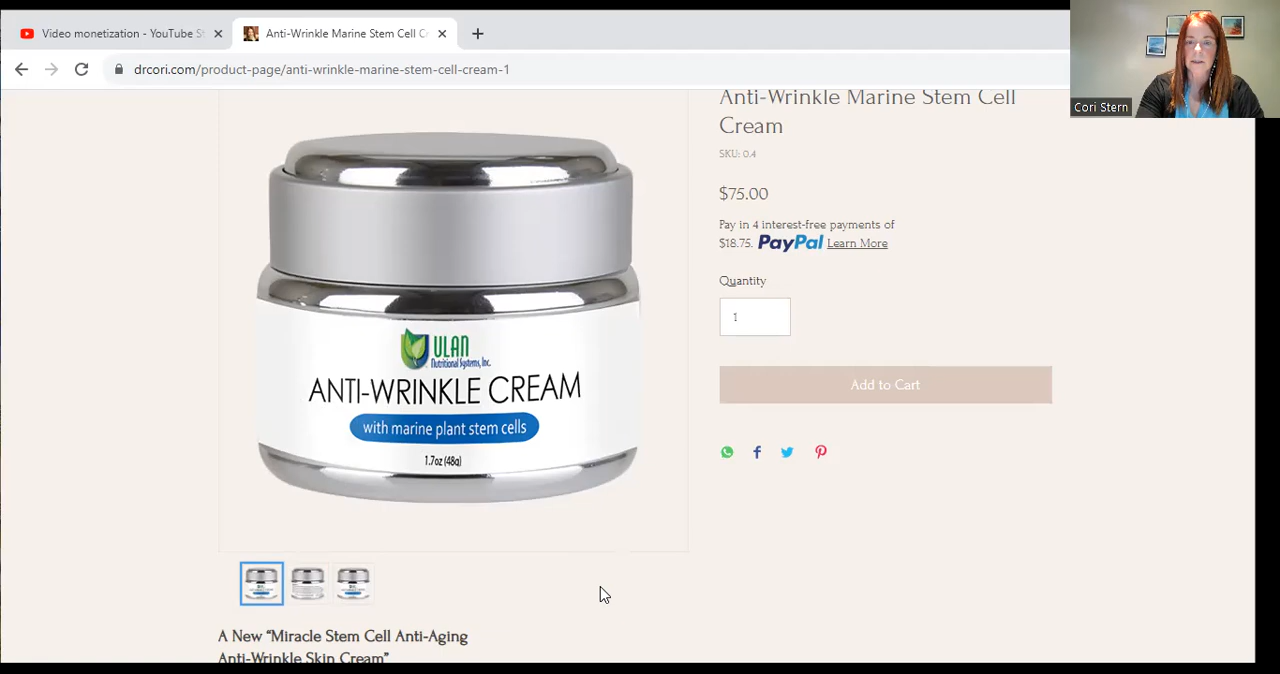 Video monetization - YouTube St
Anti-Wrinkle Marine Stem Cell Cr
drcori.com/product-page/anti-wrinkle-marine-stem-cell-cream-1
Cori Stern
Anti-Wrinkle Marine Stem Cell
Cream
SKU: 0.4
$75.00
Pay in 4 interest-free payments of
$18.75. PayPal Learn More
Quantity
1
Add to Cart
ULAN
Nutritional Systems, Inc.
ANTI-WRINKLE CREAM
with marine plant stem cells
1.7oz (48g)
A New “Miracle Stem Cell Anti-Aging
Anti-Wrinkle Skin Cream”